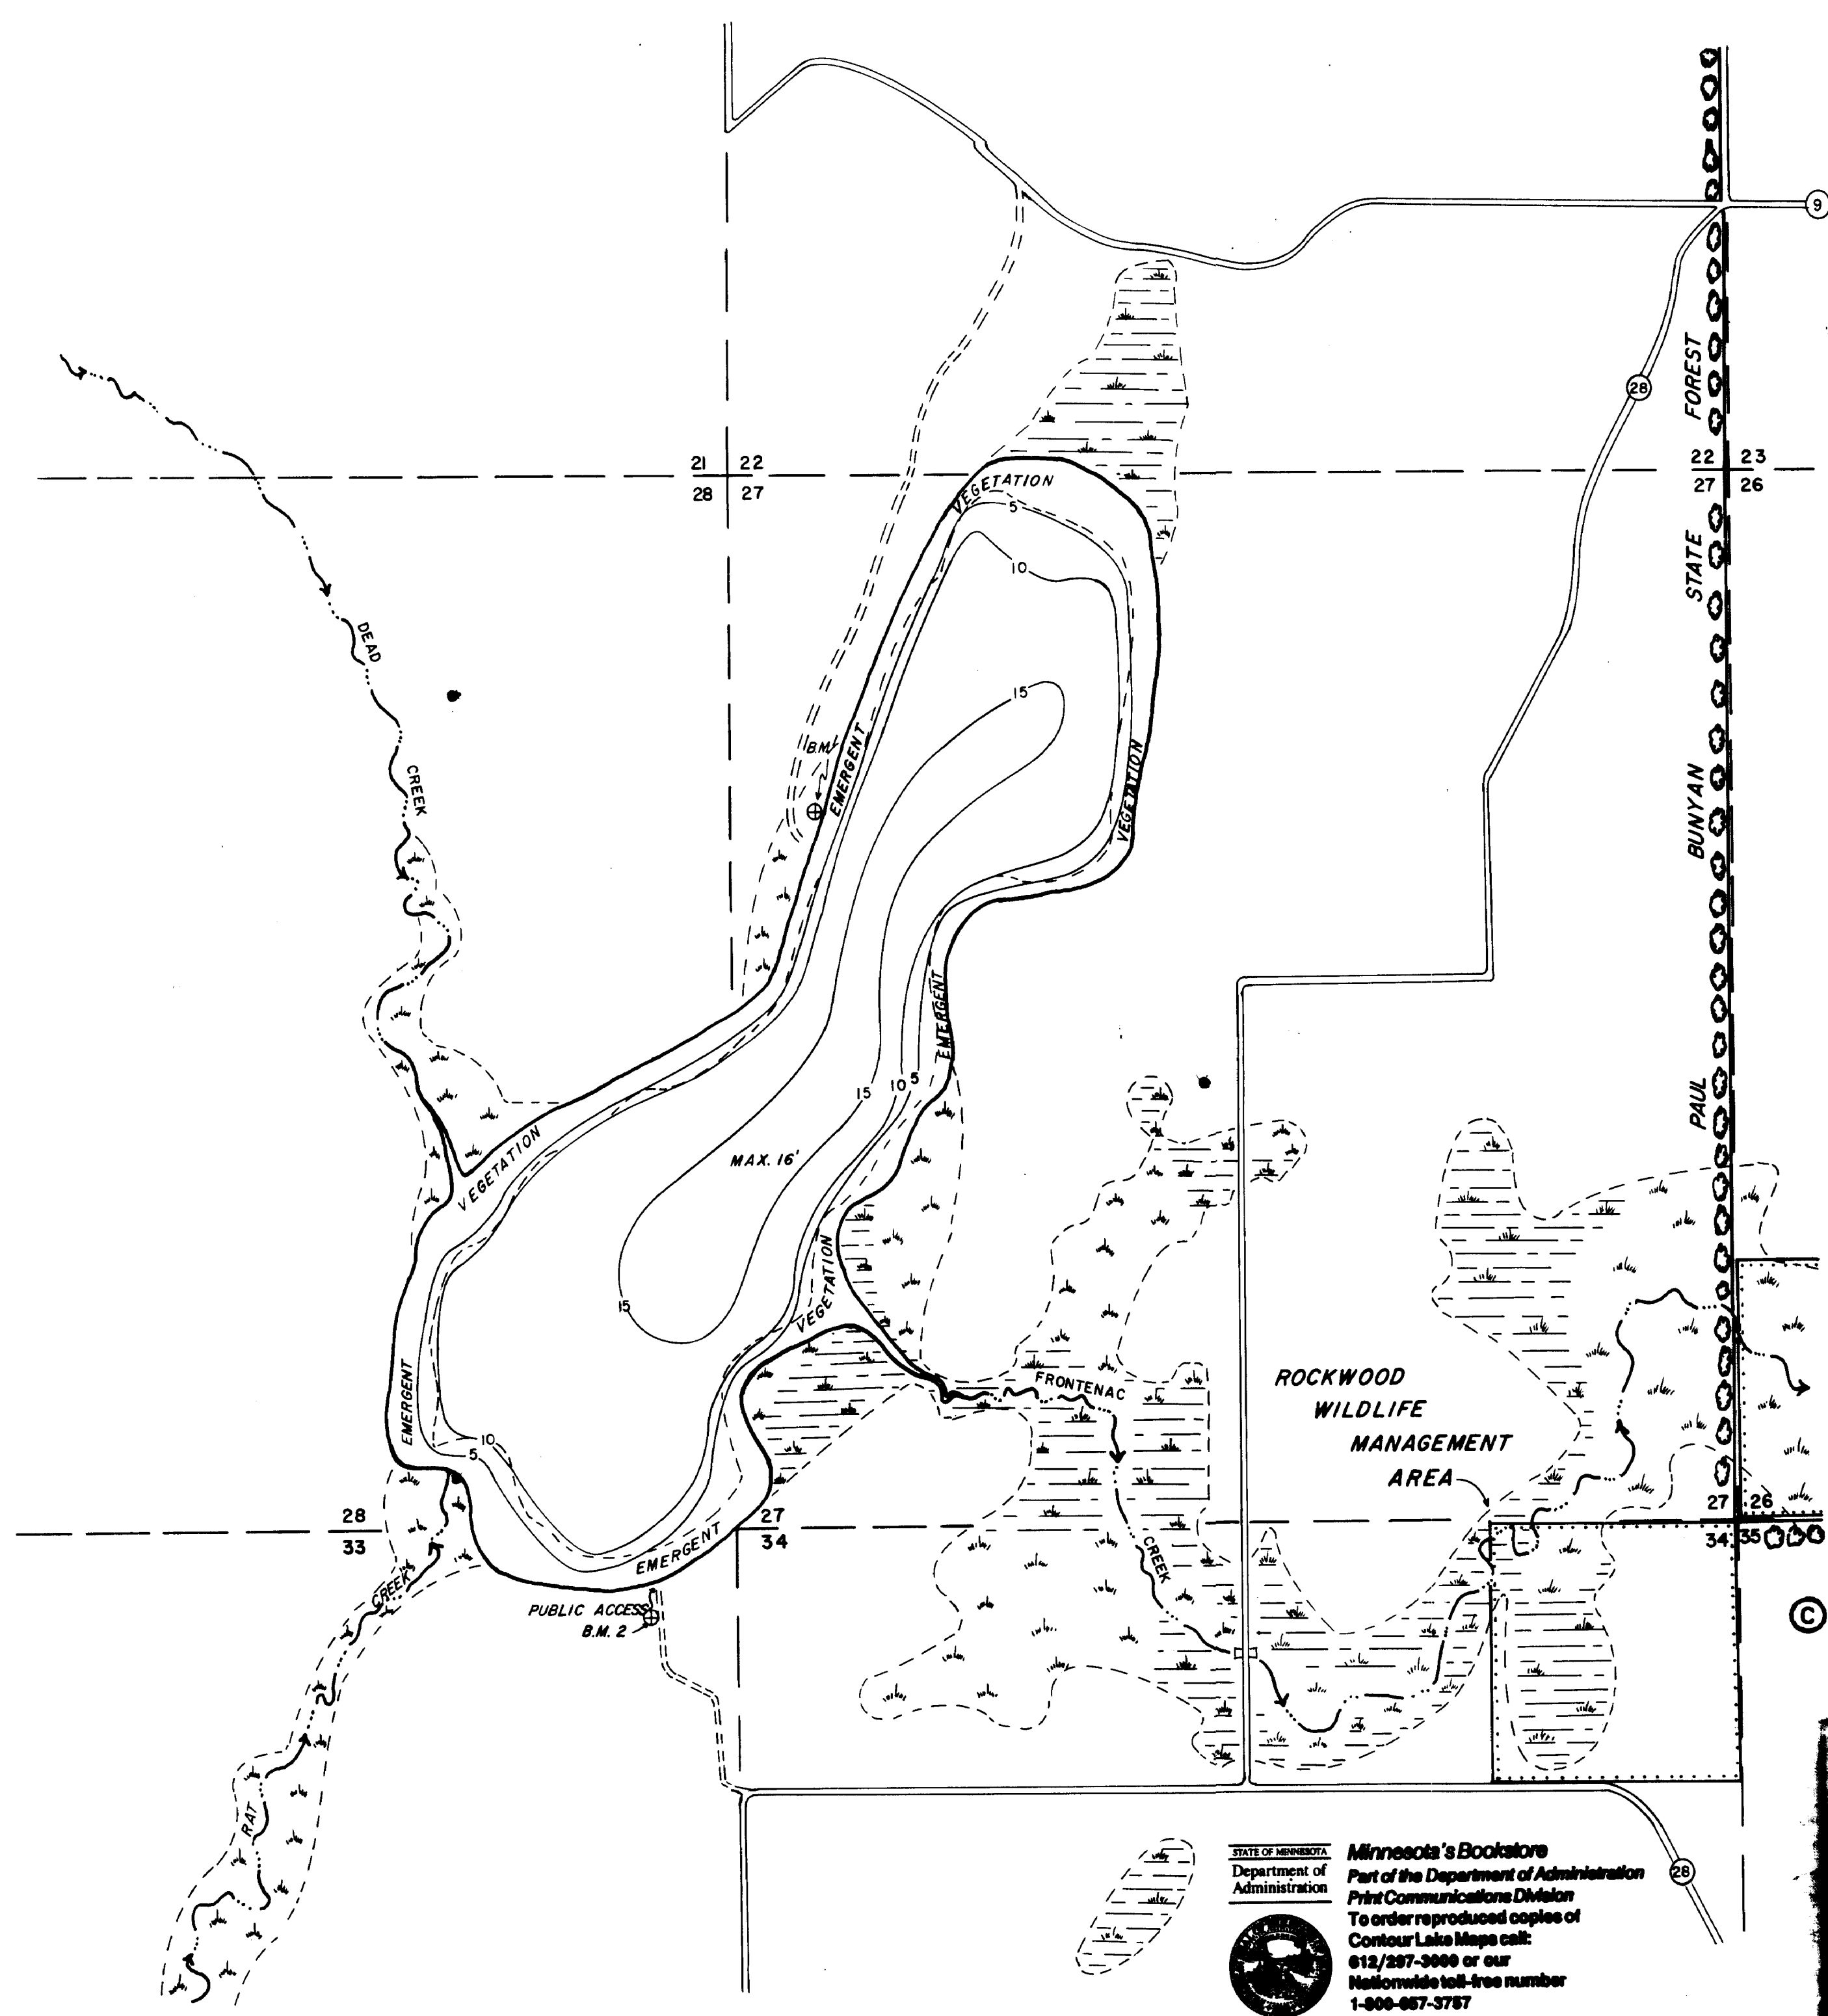 9
28
FOREST
21 22
28 27
22 23
27 26
VEGETATION
5
10
STATE
DEAD
CREEK
15
B.M. 1
EMERGENT
VEGETATION
BUNYAN
EMERGENT
15 10 5
PAUL
MAX. 16'
VEGETATION
VEGETATION
15
EMERGENT
FRONTENAC
CREEK
ROCKWOOD
WILDLIFE
MANAGEMENT
AREA
10
5
28
33
27
34
27 26
34 35
EMERGENT
CREEK
RAT
PUBLIC ACCESS
B.M. 2
C
28
STATE OF MINNESOTA
Department of
Administration
Minnesota's Bookstore
Part of the Department of Administration
Print Communications Division
To order reproduced copies of
Contour Lake Maps call:
612/297-3000 or our
Nationwide toll-free number
1-800-657-3757